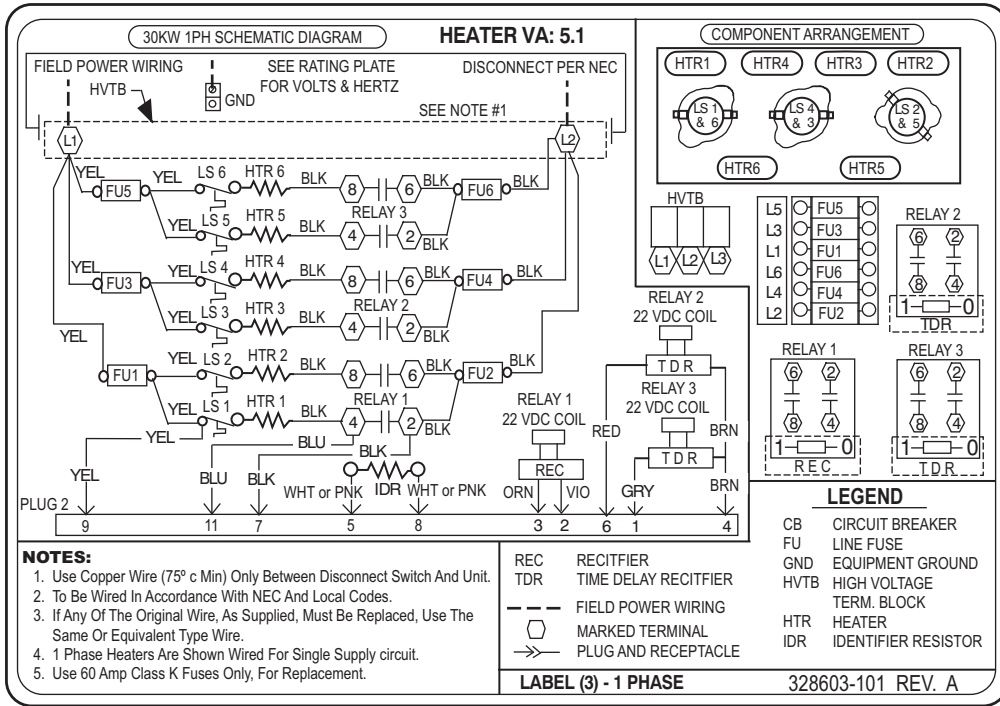 30KW 1PH SCHEMATIC DIAGRAM
HEATER VA: 5.1
FIELD POWER WIRING
SEE RATING PLATE
FOR VOLTS & HERTZ
DISCONNECT PER NEC
HVTB
GND
SEE NOTE #1
L1
L2
YEL FU5 YEL LS 6 HTR 6 BLK 8 6 BLK FU6 BLK
RELAY 3
YEL LS 5 HTR 5 BLK 4 2 BLK
YEL FU3 YEL LS 4 HTR 4 BLK 8 6 BLK FU4 BLK
RELAY 2
YEL LS 3 HTR 3 BLK 4 2 BLK
YEL
FU1 YEL LS 2 HTR 2 BLK 8 6 BLK FU2 BLK
RELAY 1
YEL LS 1 HTR 1 BLK 4 2 BLK
YEL
BLU
BLK
YEL
BLU
BLK
WHT or PNK
IDR
WHT or PNK
RELAY 1
22 VDC COIL
REC
ORN
VIO
RELAY 2
22 VDC COIL
TDR
RELAY 3
22 VDC COIL
TDR
RED
BRN
GRY
BRN
PLUG 2
9 11 7 5 8 3 2 6 1 4
COMPONENT ARRANGEMENT
HTR1 HTR4 HTR3 HTR2
LS 1
& 6
LS 4
& 3
LS 2
& 5
HTR6 HTR5
HVTB
L1 L2 L3
L5 FU5
L3 FU3
L1 FU1
L6 FU6
L4 FU4
L2 FU2
RELAY 2
6 2
8 4
1 0
TDR
RELAY 1
6 2
8 4
1 0
REC
RELAY 3
6 2
8 4
1 0
TDR
NOTES:
1. Use Copper Wire (75º c Min) Only Between Disconnect Switch And Unit.
2. To Be Wired In Accordance With NEC And Local Codes.
3. If Any Of The Original Wire, As Supplied, Must Be Replaced, Use The
Same Or Equivalent Type Wire.
4. 1 Phase Heaters Are Shown Wired For Single Supply circuit.
5. Use 60 Amp Class K Fuses Only, For Replacement.
REC RECITFIER
TDR TIME DELAY RECITFIER
FIELD POWER WIRING
MARKED TERMINAL
PLUG AND RECEPTACLE
LEGEND
CB CIRCUIT BREAKER
FU LINE FUSE
GND EQUIPMENT GROUND
HVTB HIGH VOLTAGE
TERM. BLOCK
HTR HEATER
IDR IDENTIFIER RESISTOR
LABEL (3) - 1 PHASE
328603-101 REV. A